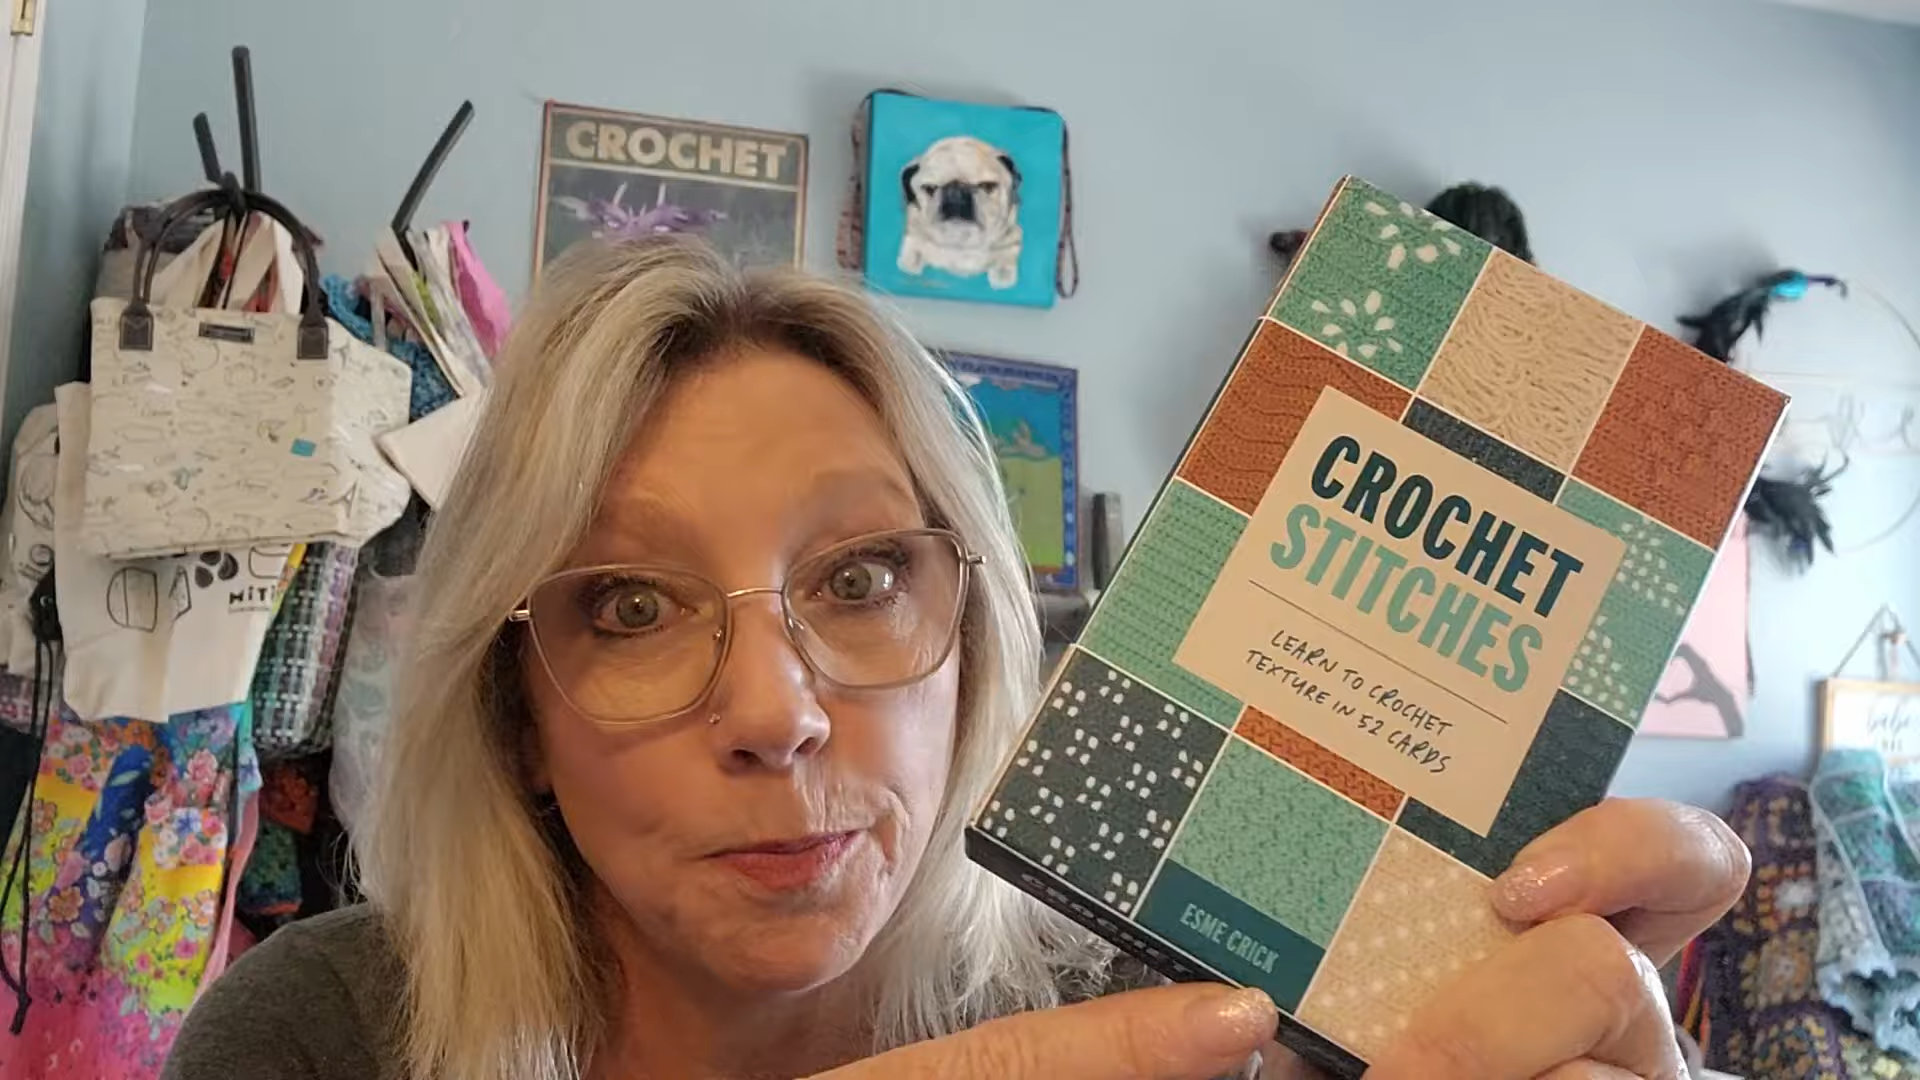 CROCHET
CROCHET
STITCHES
LEARN TO CROCHET
TEXTURE IN 52 CARDS
ESME CRICK